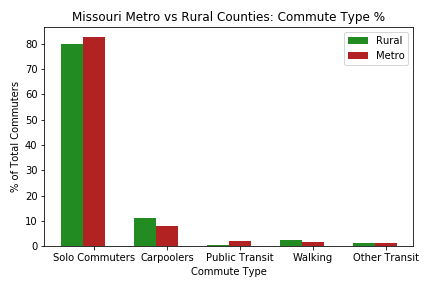 Missouri Metro vs Rural Counties: Commute Type %
Rural
Metro
% of Total Commuters
80
70
60
50
40
30
20
10
0
Solo Commuters Carpoolers Public Transit Walking Other Transit
Commute Type